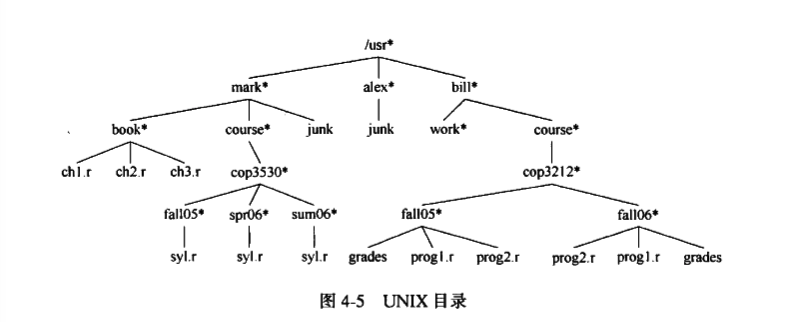 /usr*
mark* alex* bill*
book* course* junk junk work* course*
ch1.r ch2.r ch3.r cop3530* cop3212*
fall05* spr06* sum06* fall05* fall06*
syl.r syl.r syl.r grades prog1.r prog2.r prog2.r prog1.r grades
图 4-5 UNIX 目录